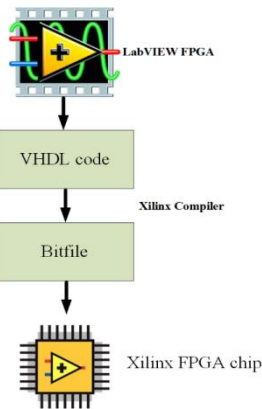 LabVIEW FPGA
VHDL code
Xilinx Compiler
Bitfile
Xilinx FPGA chip